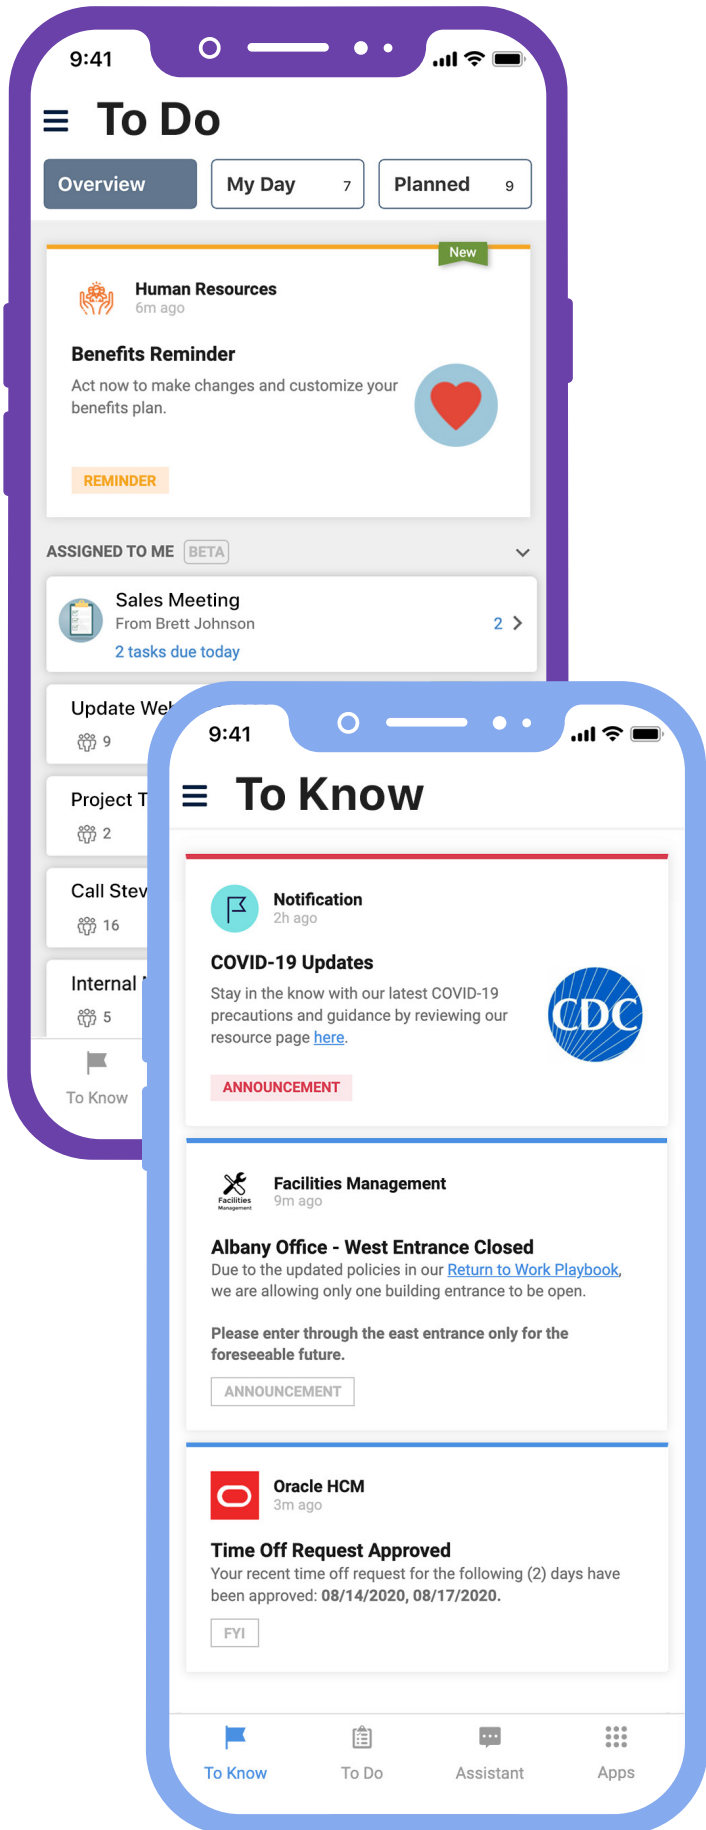 9:41
To Do
Overview
My Day 7
Planned 9
New
Human Resources
6m ago
Benefits Reminder
Act now to make changes and customize your
benefits plan.
REMINDER
ASSIGNED TO ME BETA
Sales Meeting
From Brett Johnson
2
2 tasks due today
Update
9
Project
2
Call
16
Internal
5
To Know
9:41
To Know
Notification
2h ago
COVID-19 Updates
Stay in the know with our latest COVID-19
precautions and guidance by reviewing our
resource page here.
CDC
ANNOUNCEMENT
Facilities
Management
Facilities Management
9m ago
Albany Office - West Entrance Closed
Due to the updated policies in our Return to Work Playbook,
we are allowing only one building entrance to be open.
Please enter through the east entrance only for the
foreseeable future.
ANNOUNCEMENT
Oracle HCM
3m ago
Time Off Request Approved
Your recent time off request for the following (2) days have
been approved: 08/14/2020, 08/17/2020.
FYI
To Know
To Do
Assistant
Apps